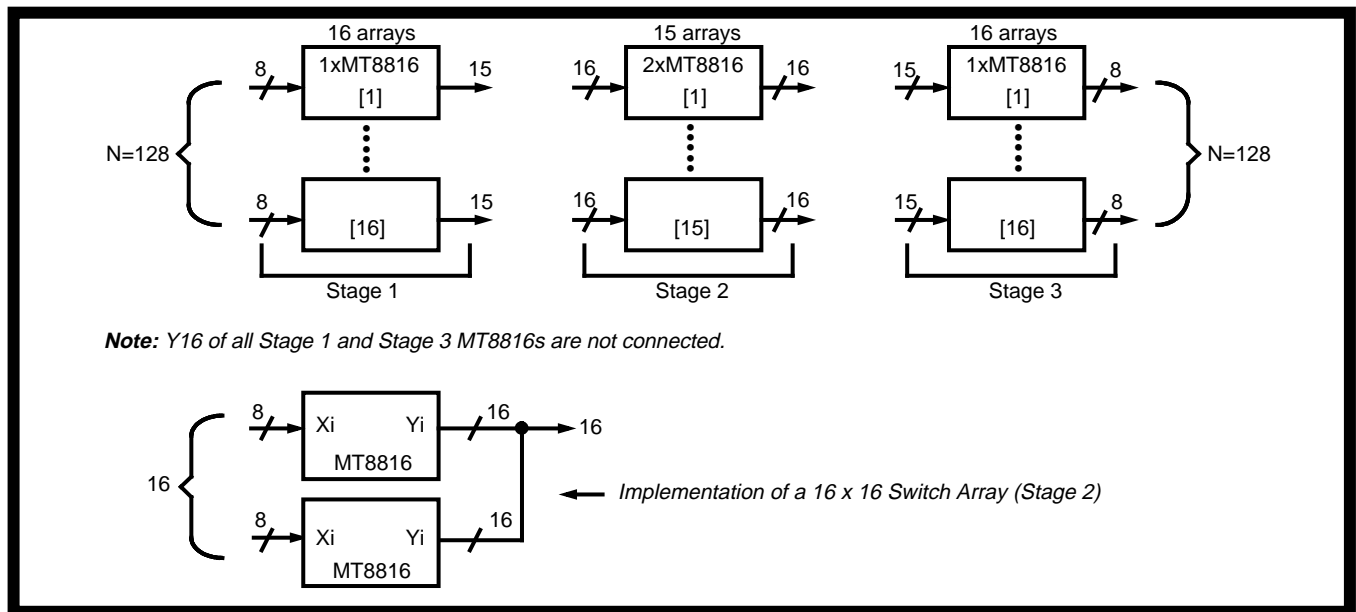 16 arrays 15 arrays 16 arrays
8 1xMT8816 15 16 2xMT8816 16 15 1xMT8816 8
[1] [1] [1]
N=128 N=128
8 15 16 16 15 8
[16] [15] [16]
Stage 1 Stage 2 Stage 3
Note: Y16 of all Stage 1 and Stage 3 MT8816s are not connected.
8 Xi Yi 16 16
MT8816
16 Implementation of a 16 x 16 Switch Array (Stage 2)
8 Xi Yi 16
MT8816